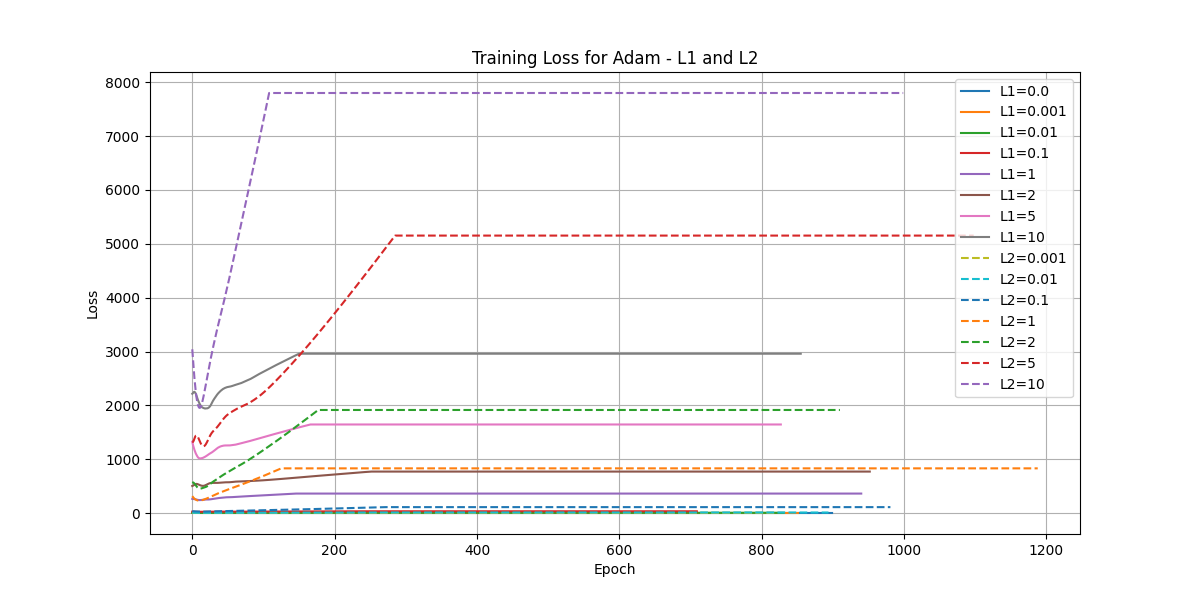 Training Loss for Adam - L1 and L2
8000
7000
6000
5000
4000
3000
2000
1000
0
Loss
0
200
400
600
800
1000
1200
Epoch
L1=0.0
L1=0.001
L1=0.01
L1=0.1
L1=1
L1=2
L1=5
L1=10
L2=0.001
L2=0.01
L2=0.1
L2=1
L2=2
L2=5
L2=10